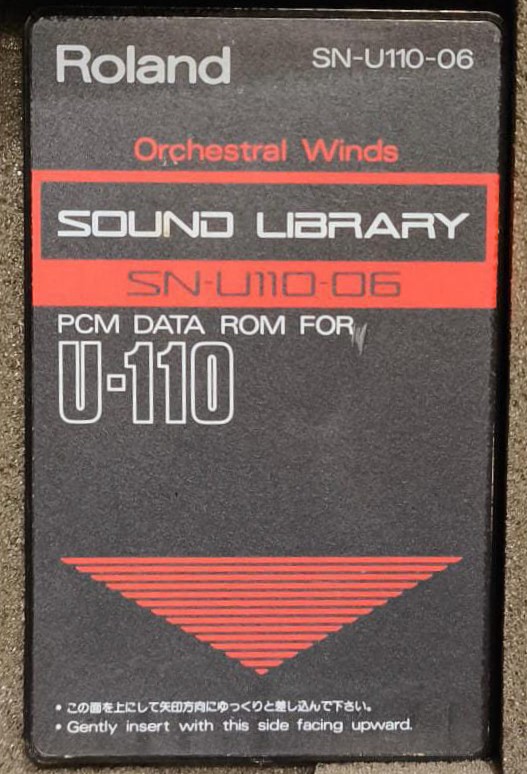 Roland
SN-U110-06
Orchestral Winds
SOUND LIBRARY
SN-U110-06
PCM DATA ROM FOR
U-110
• この面を上にして矢印方向にゆっくりと差し込んで下さい。
• Gently insert with this side facing upward.